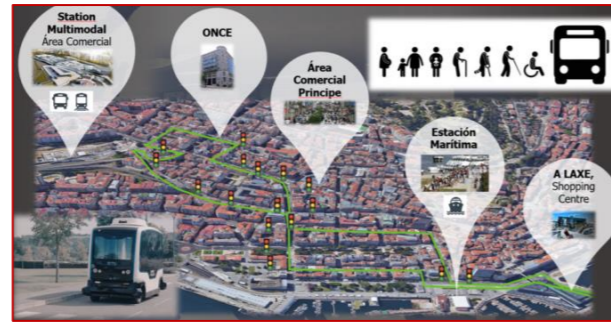 Station
Multimodal
Área Comercial
ONCE
Área
Comercial
Principe
Estación
Marítima
A LAXE,
Shopping
Centre